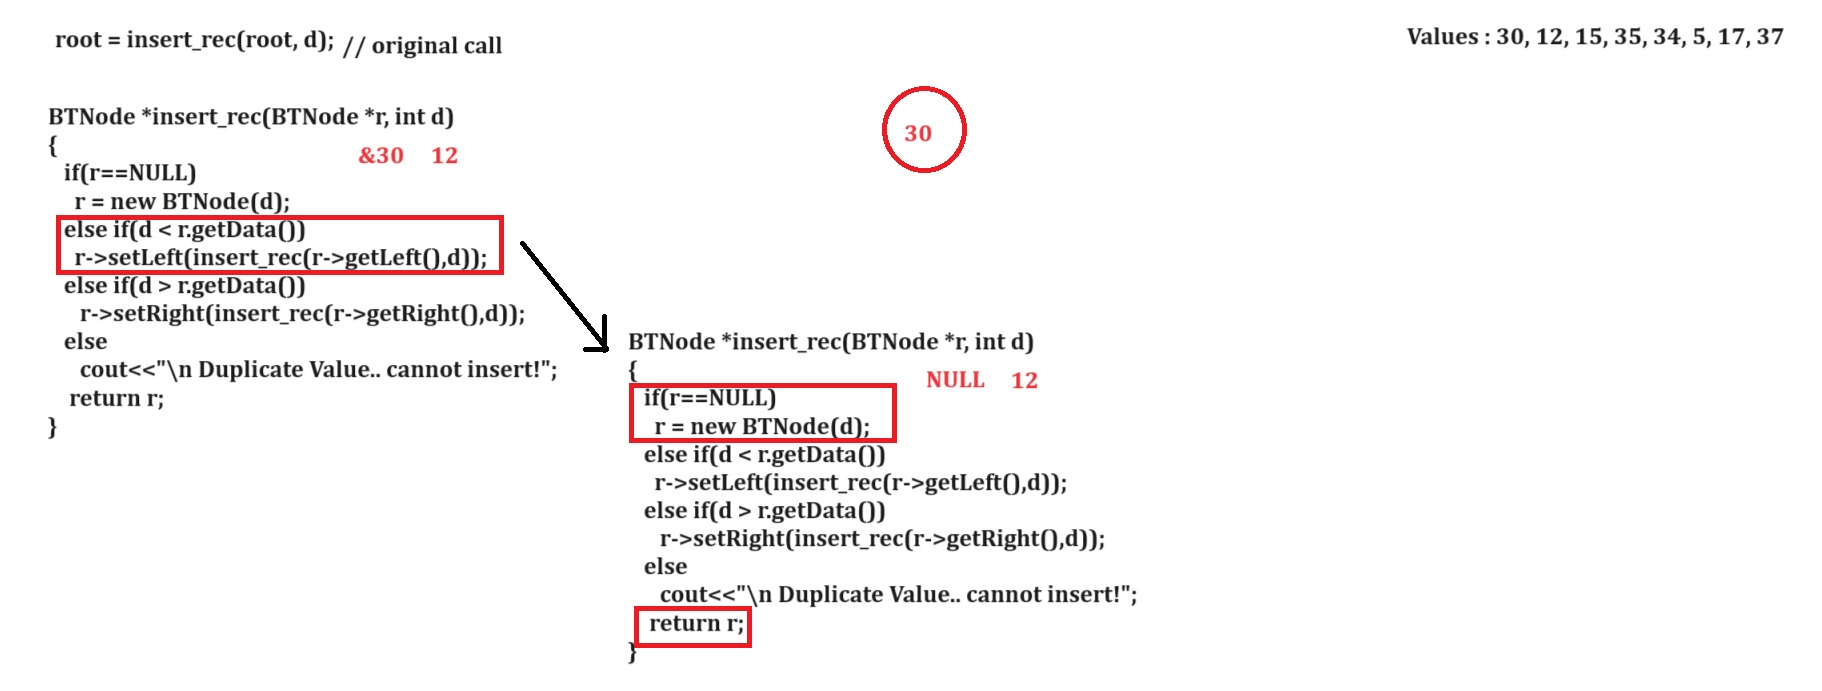 root = insert_rec(root, d); // original call
Values : 30, 12, 15, 35, 34, 5, 17, 37
BTNode *insert_rec(BTNode *r, int d)
{
&30 12
if(r==NULL)
r = new BTNode(d);
else if(d < r.getData())
r->setLeft(insert_rec(r->getLeft(),d));
else if(d > r.getData())
r->setRight(insert_rec(r->getRight(),d));
else
cout<<"\n Duplicate Value.. cannot insert!";
return r;
}
30
BTNode *insert_rec(BTNode *r, int d)
{
NULL 12
if(r==NULL)
r = new BTNode(d);
else if(d < r.getData())
r->setLeft(insert_rec(r->getLeft(),d));
else if(d > r.getData())
r->setRight(insert_rec(r->getRight(),d));
else
cout<<"\n Duplicate Value.. cannot insert!";
return r;
}